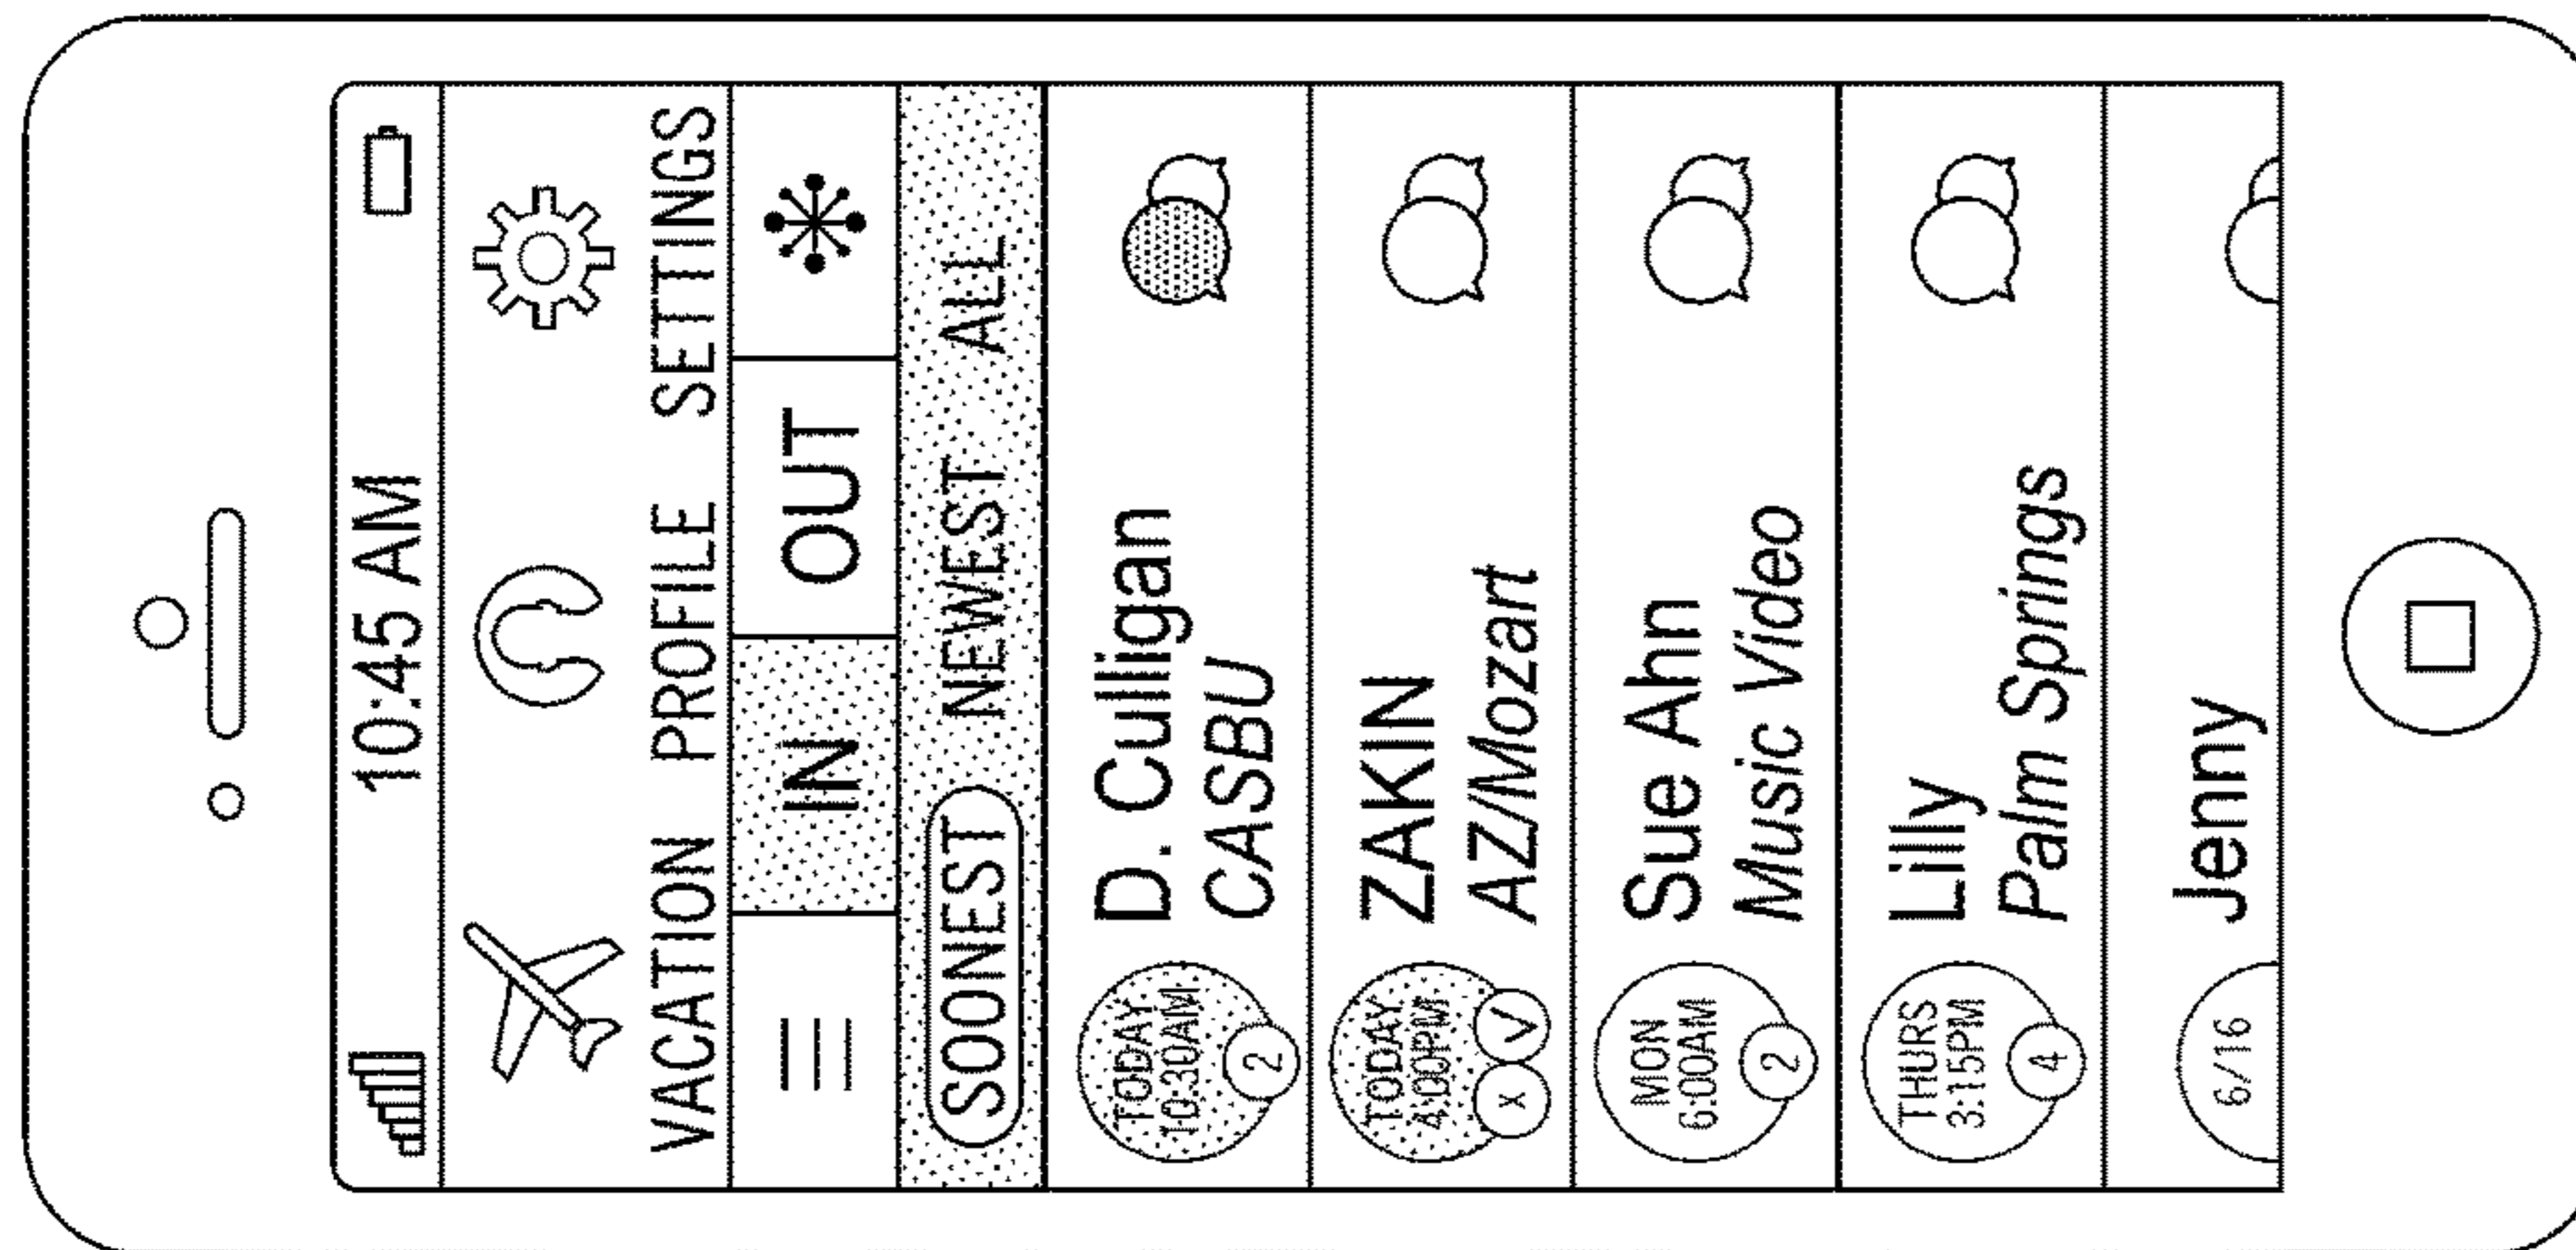 10:45 AM
VACATION PROFILE SETTINGS
IN OUT
SOONEST NEWEST ALL
TODAY
10:30AM
2
D. Culligan
CASBU
TODAY
4:00PM
x
ZAKIN
AZ/Mozart
MON
6:00AM
2
Sue Ahn
Music Video
THURS
3:15PM
4
Lilly
Palm Springs
6/16
Jenny